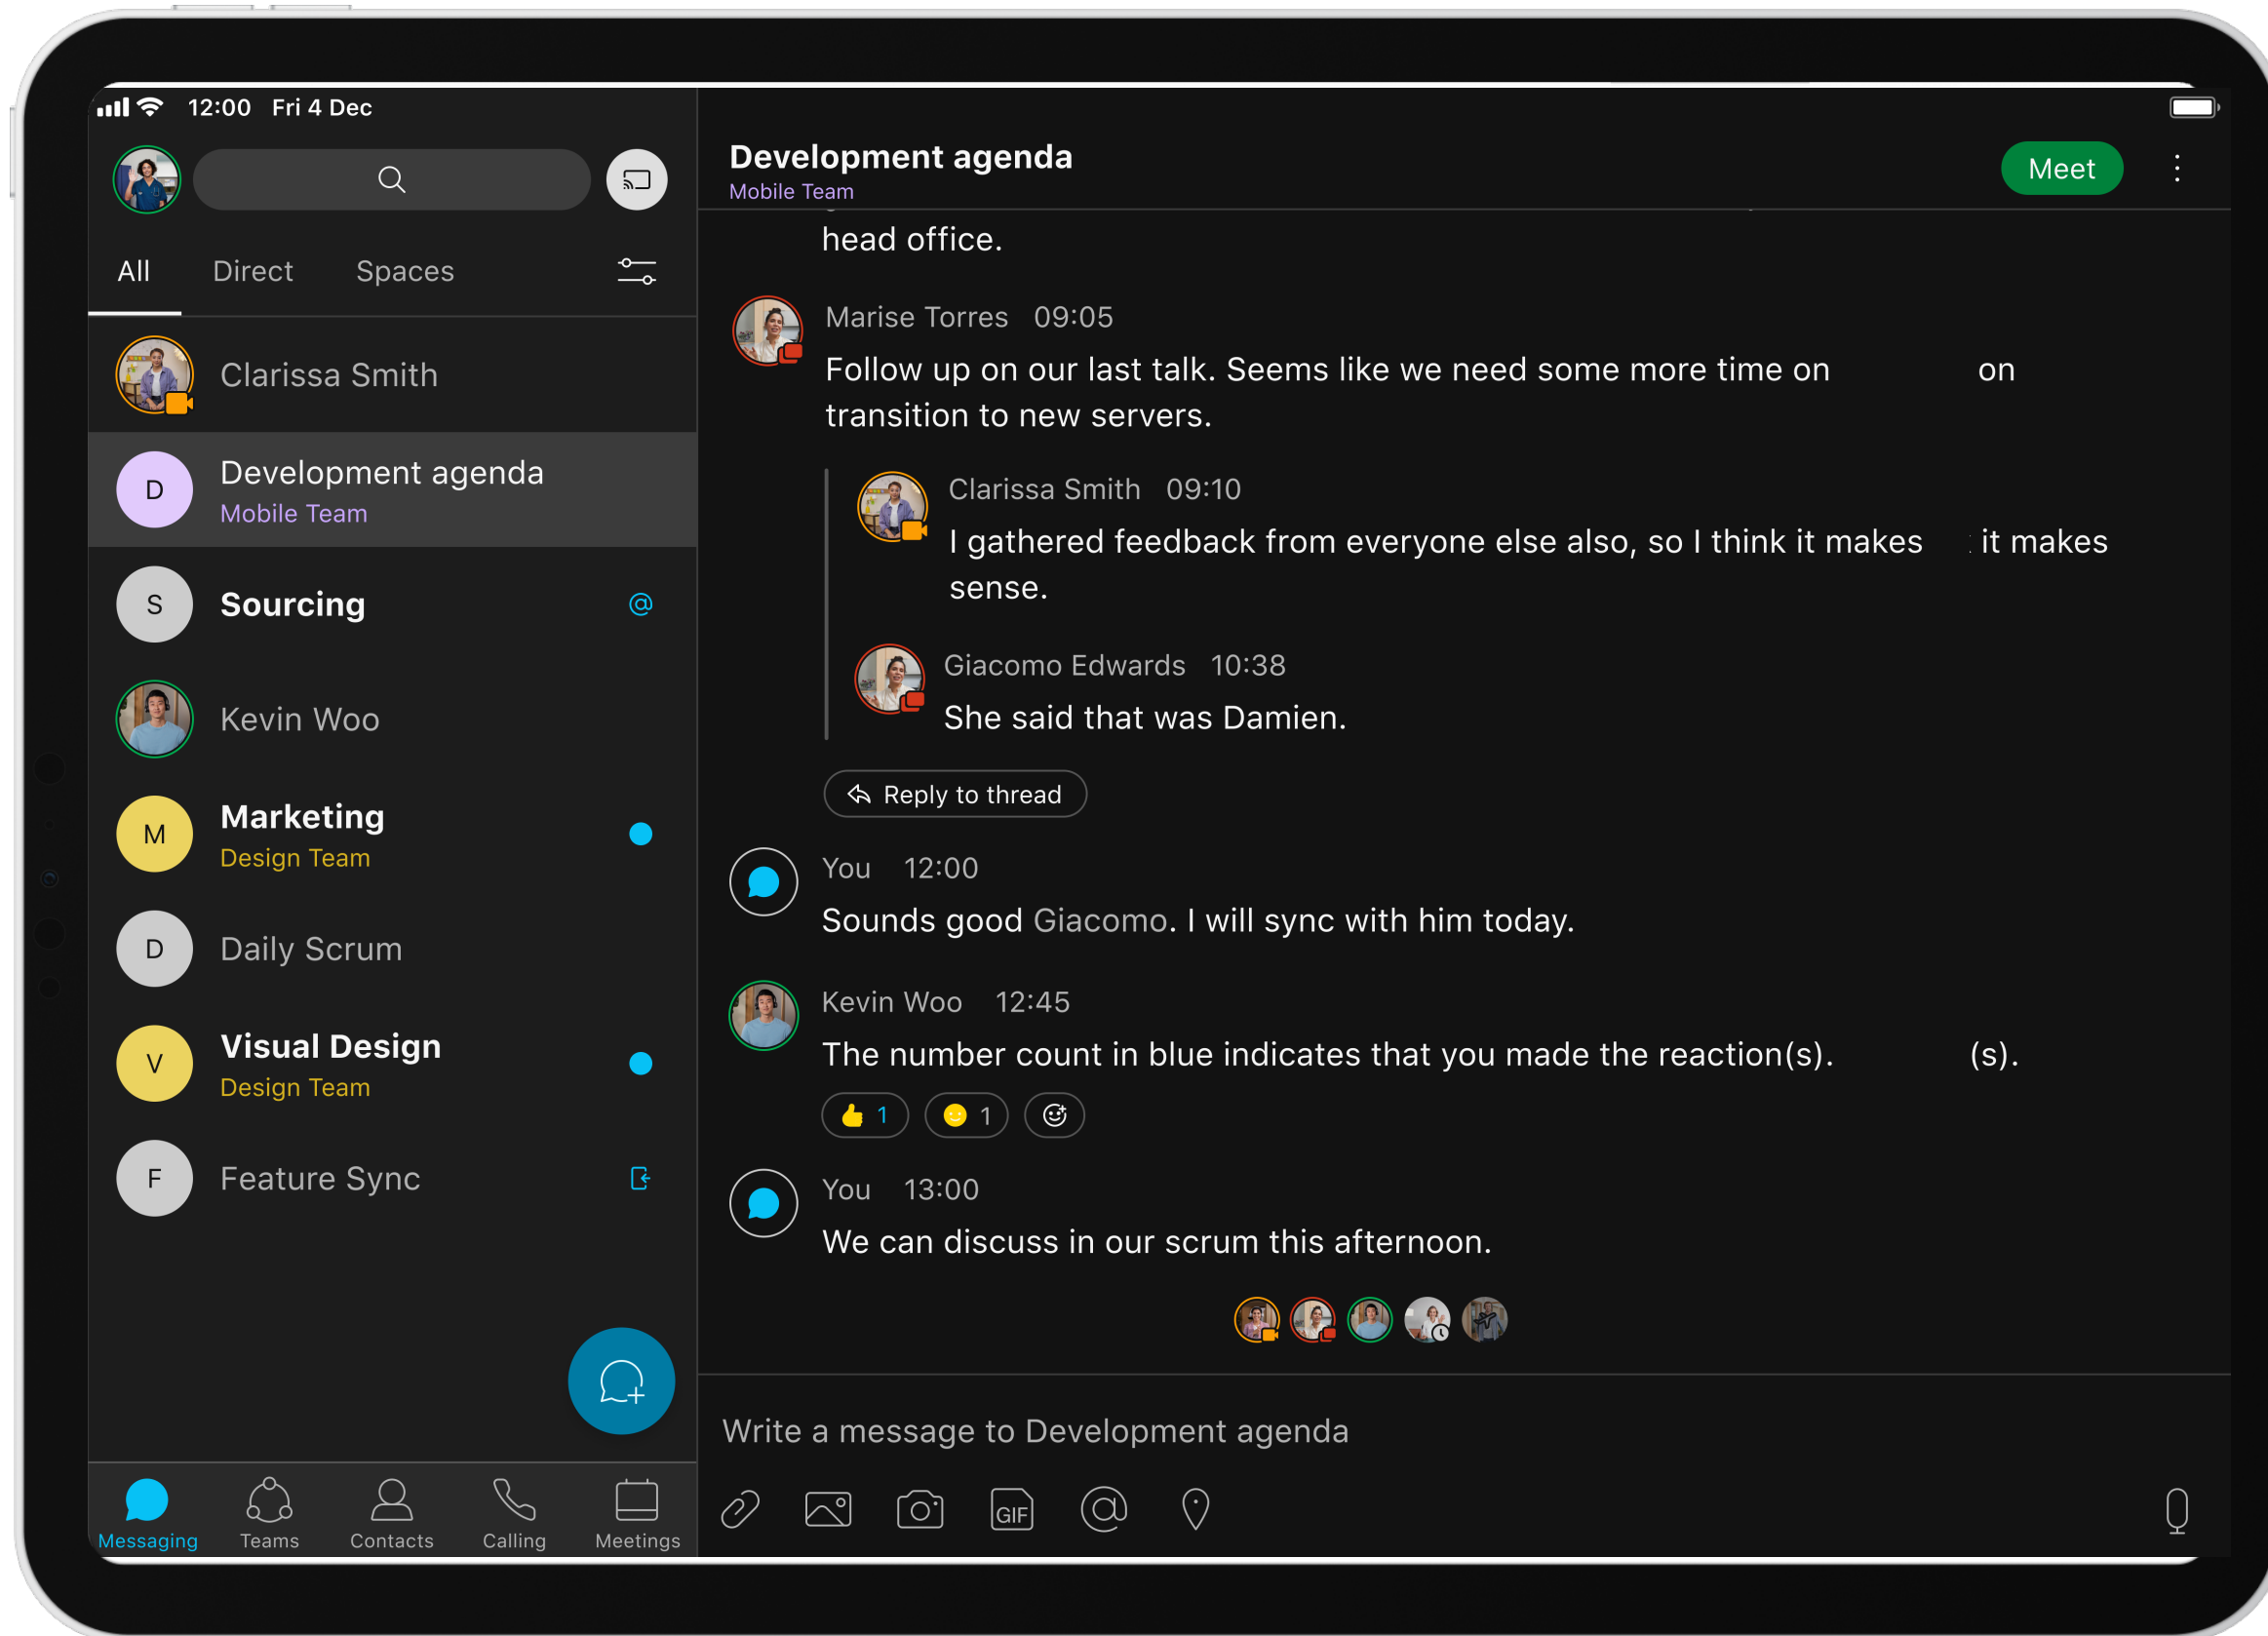 12:00 Fri 4 Dec
All Direct Spaces
Clarissa Smith
D
Development agenda
Mobile Team
S
Sourcing
@
Kevin Woo
M
Marketing
Design Team
D
Daily Scrum
V
Visual Design
Design Team
F
Feature Sync
Messaging Teams Contacts Calling Meetings
Development agenda
Mobile Team
Meet
head office.
Marise Torres 09:05
Follow up on our last talk. Seems like we need some more time on on
transition to new servers.
Clarissa Smith 09:10
I gathered feedback from everyone else also, so I think it makes it makes
sense.
Giacomo Edwards 10:38
She said that was Damien.
Reply to thread
You 12:00
Sounds good Giacomo. I will sync with him today.
Kevin Woo 12:45
The number count in blue indicates that you made the reaction(s). (s).
1 1
You 13:00
We can discuss in our scrum this afternoon.
Write a message to Development agenda
GIF @